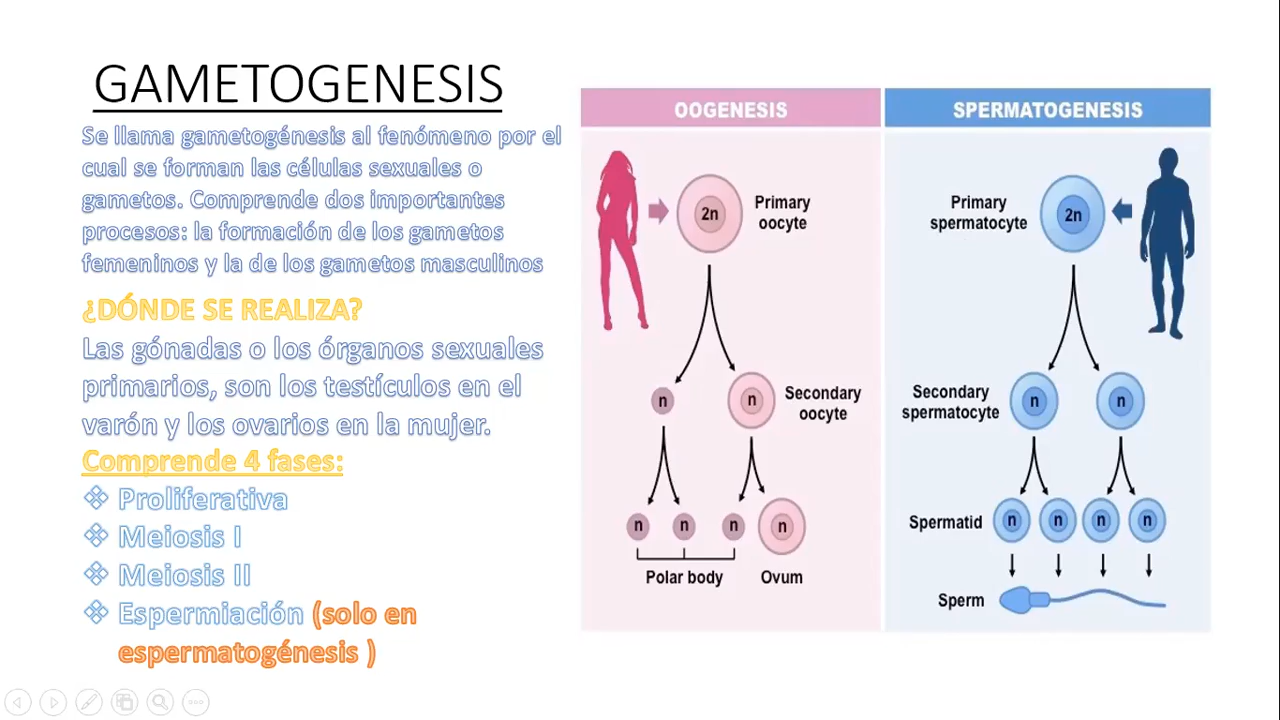 GAMETOGENESIS
Se llama gametogénesis al fenómeno por el
cual se forman las células sexuales o
gametos. Comprende dos importantes
procesos: la formación de los gametos
femeninos y la de los gametos masculinos
¿DÓNDE SE REALIZA?
Las gónadas o los órganos sexuales
primarios, son los testículos en el
varón y los ovarios en la mujer.
Comprende 4 fases:
❖ Proliferativa
❖ Meiosis I
❖ Meiosis II
❖ Espermiación (solo en
espermatogénesis )
OOGENESIS
2n
Primary
oocyte
n
n
Secondary
oocyte
n
n
n
n
Polar body
Ovum
SPERMATOGENESIS
Primary
spermatocyte
2n
Secondary
spermatocyte
n
n
Spermatid
n
n
n
n
Sperm